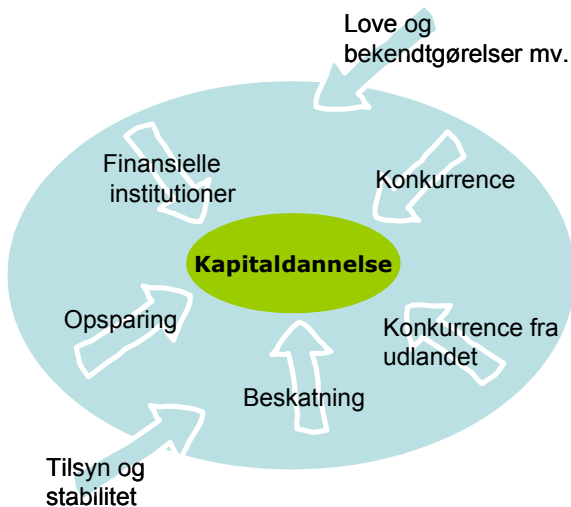 Love og
bekendtgørelser mv.
Finansielle
institutioner
Konkurrence
Kapitaldannelse
Opsparing
Konkurrence fra
udlandet
Beskatning
Tilsyn og
stabilitet